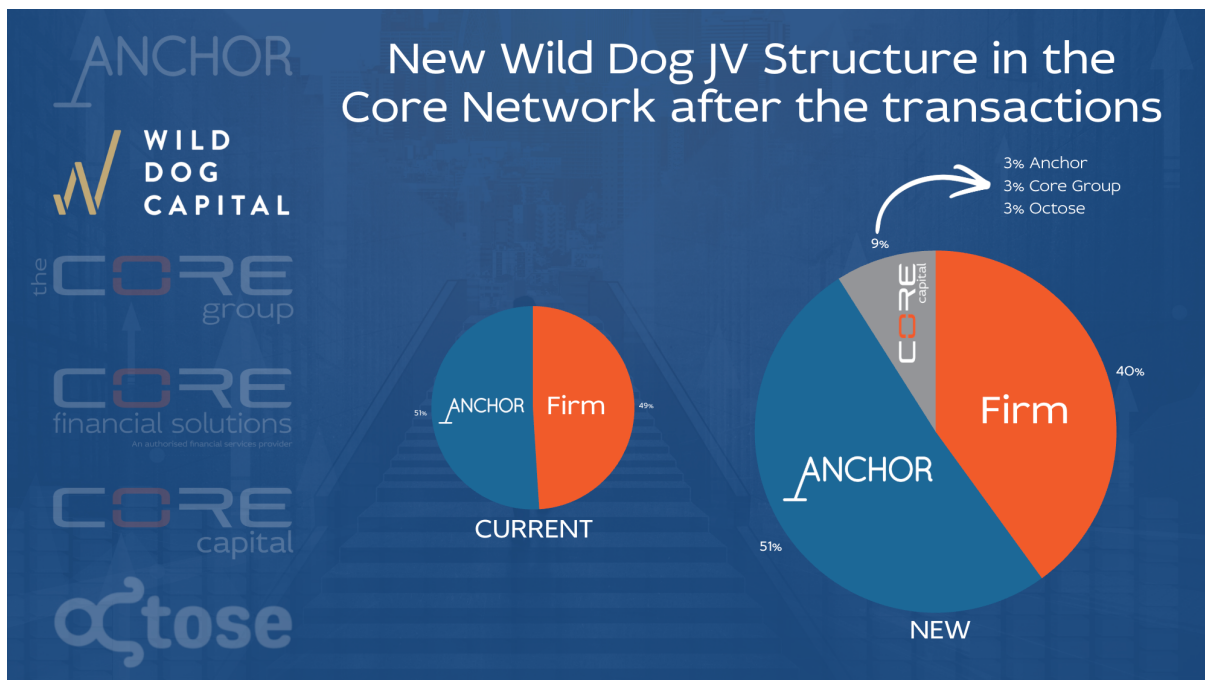 ANCHOR
WILD
DOG
CAPITAL
the CORE
group
CORE
financial solutions
An authorised financial services provider
CORE
capital
octose
New Wild Dog JV Structure in the
Core Network after the transactions
3% Anchor
3% Core Group
3% Octose
9%
CORE capital
40%
Firm
ANCHOR
51%
NEW
51%
ANCHOR
Firm
49%
CURRENT